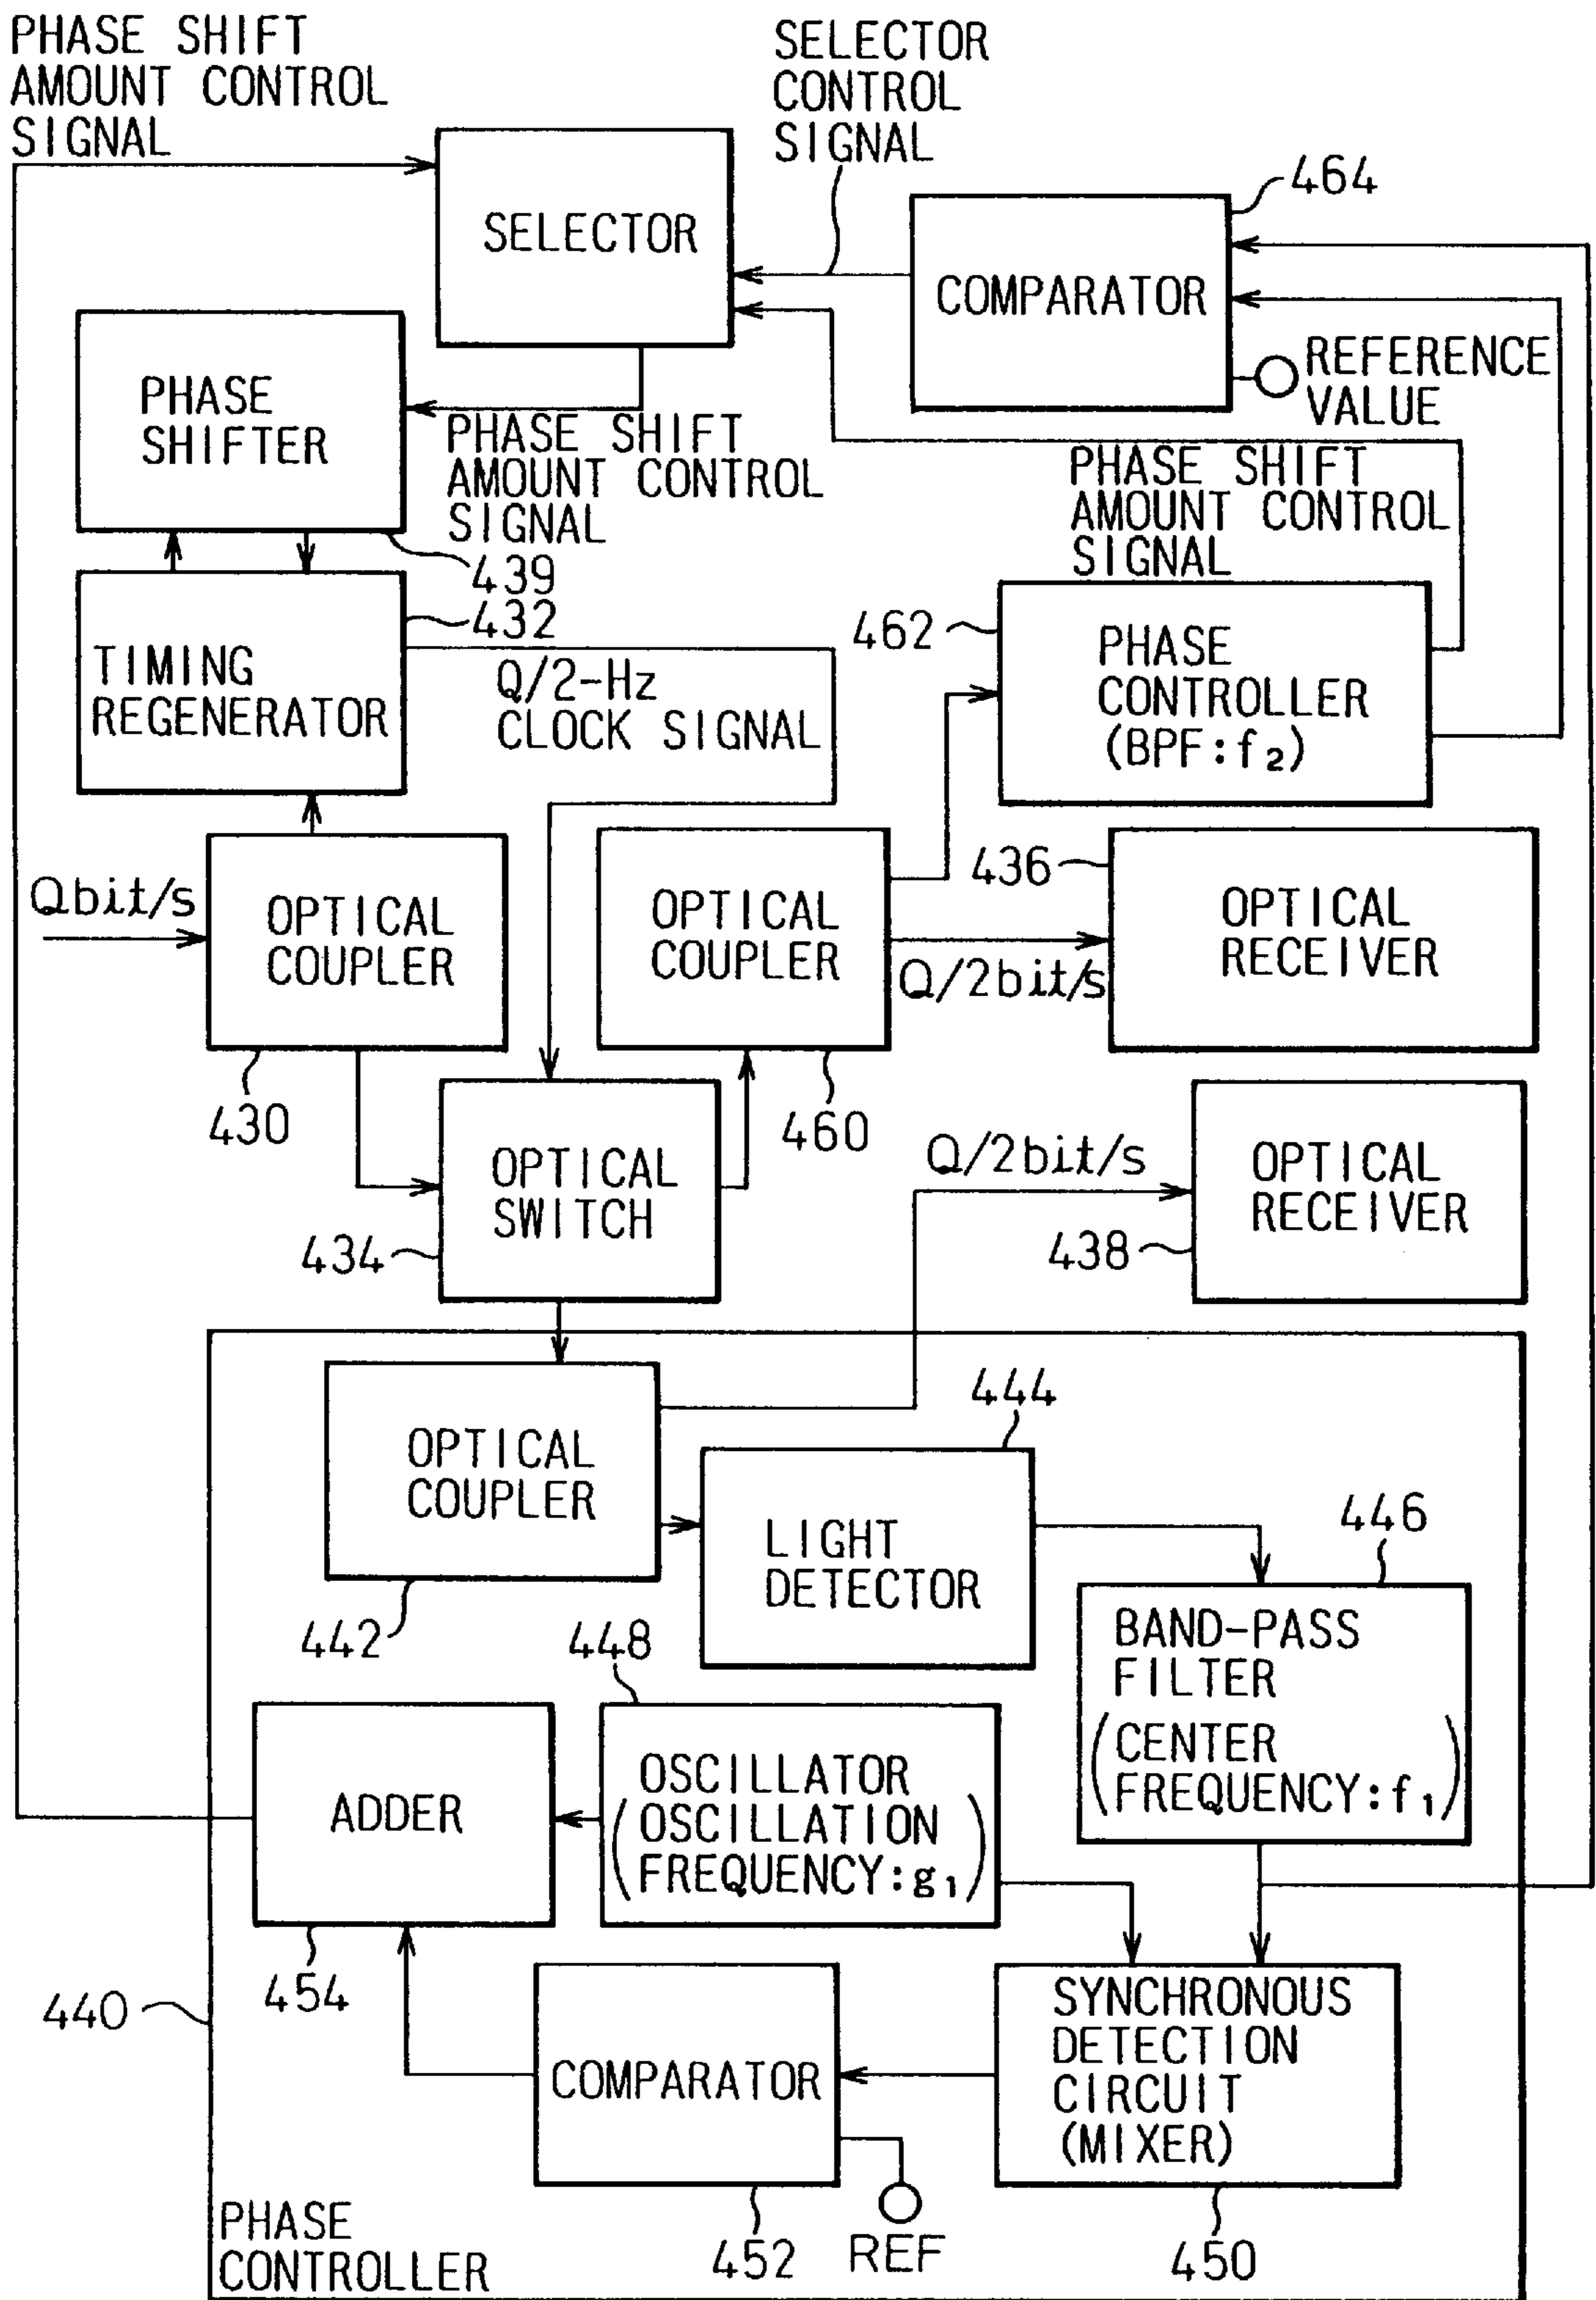 PHASE SHIFT
AMOUNT CONTROL
SIGNAL
SELECTOR
CONTROL
SIGNAL
464
SELECTOR
COMPARATOR
REFERENCE
VALUE
PHASE
SHIFTER
PHASE SHIFT
AMOUNT CONTROL
SIGNAL
PHASE SHIFT
AMOUNT CONTROL
SIGNAL
439
432
462
TIMING
REGENERATOR
Q/2-Hz
CLOCK SIGNAL
PHASE
CONTROLLER
(BPF:f₂)
436
Qbit/s
OPTICAL
COUPLER
OPTICAL
COUPLER
Q/2bit/s
OPTICAL
RECEIVER
430
460
OPTICAL
SWITCH
434
Q/2bit/s
OPTICAL
RECEIVER
438
444
OPTICAL
COUPLER
442
LIGHT
DETECTOR
446
448
BAND-PASS
FILTER
(CENTER
FREQUENCY:f₁)
ADDER
OSCILLATOR
(OSCILLATION
FREQUENCY:g₁)
454
440
COMPARATOR
SYNCHRONOUS
DETECTION
CIRCUIT
(MIXER)
452
REF
450
PHASE
CONTROLLER